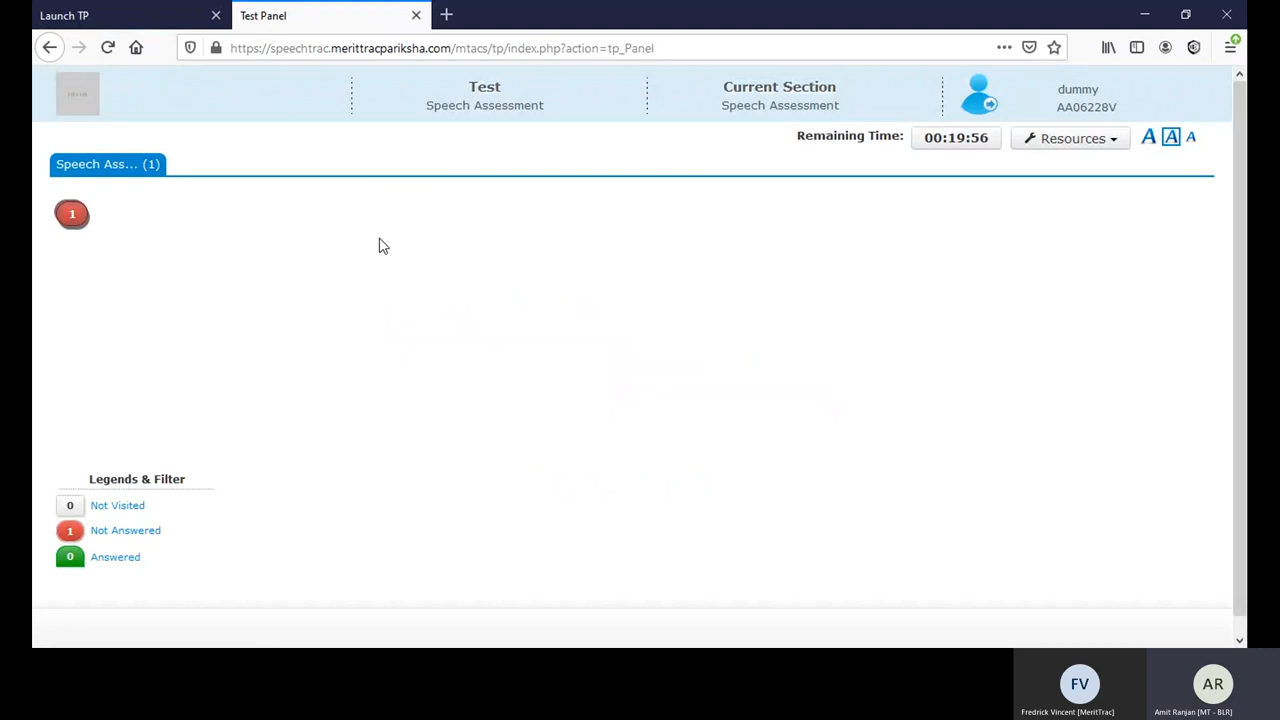 Launch TP
Test Panel
https://speechtrac.merittracpariksha.com/mtacs/tp/index.php?action=tp_Panel
Test
Speech Assessment
Current Section
Speech Assessment
dummy
AA06228V
Remaining Time:
00:19:56
Resources
A A A
Speech Ass... (1)
1
Legends & Filter
0 Not Visited
1 Not Answered
0 Answered
FV
Fredrick Vincent [MeritTrac]
AR
Amit Ranjan [MT - BLR]